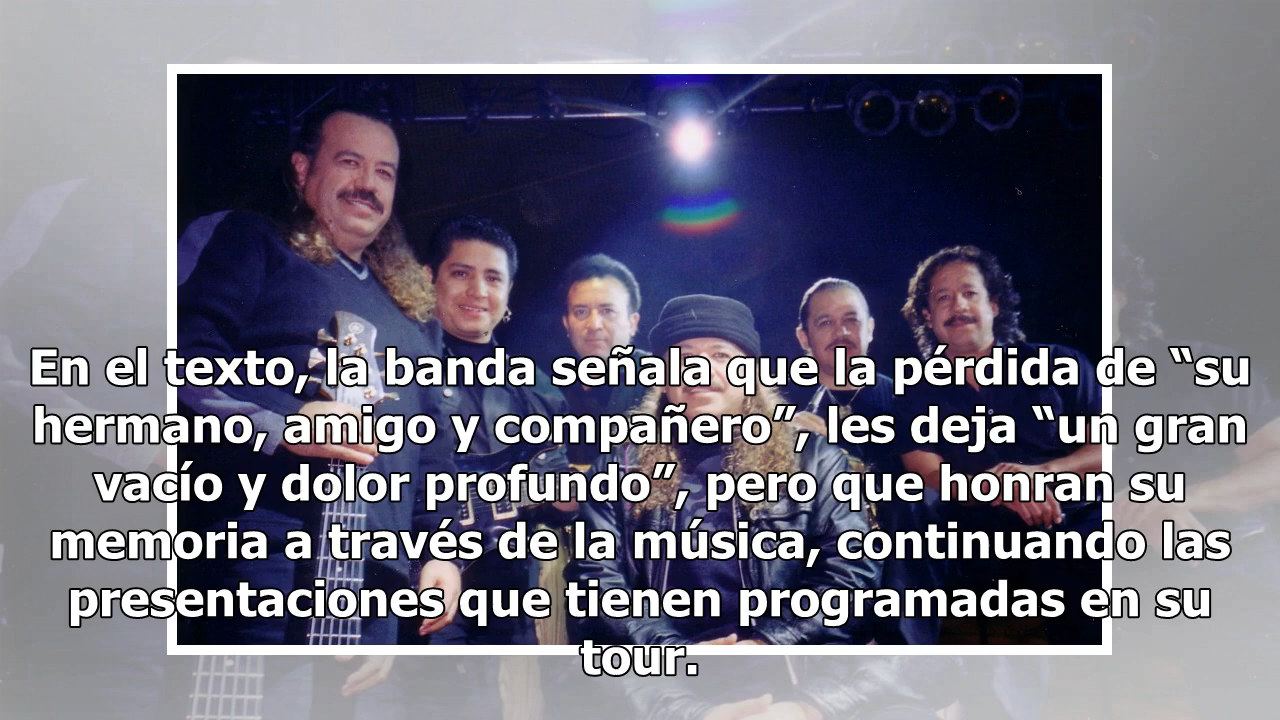 En el texto, la banda señala que la pérdida de “su
hermano, amigo y compañero”, les deja “un gran
vacío y dolor profundo”, pero que honran su
memoria a través de la música, continuando las
presentaciones que tienen programadas en su
tour.